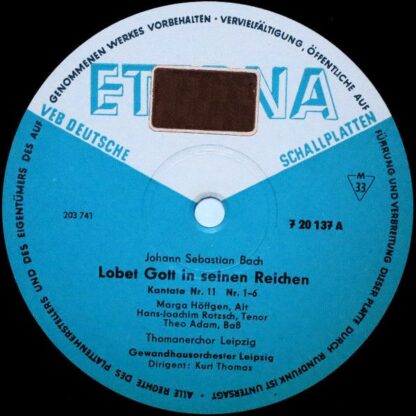 GENOMMENEN WERKES VORBEHALTEN · VERVIELFÄLTIGUNG, ÖFFENTLICHE AUF
FÜHRUNG UND VERBREITUNG DIESER PLATTE DURCH RUNDFUNK IST UNTERSAGT ·
ALLE RECHTE DES PLATTENHERSTELLERS UND DES EIGENTÜMERS DES AUF
VEB DEUTSCHE
SCHALLPLATTEN
M
33
203 741
7 20 137 A
Johann Sebastian Bach
Lobet Gott in seinen Reichen
Kantate Nr. 11 Nr. 1-6
Marga Höffgen, Alt
Hans-Joachim Rotzsch, Tenor
Theo Adam, Baß
Thomanerchor Leipzig
Gewandhausorchester Leipzig
Dirigent: Kurt Thomas